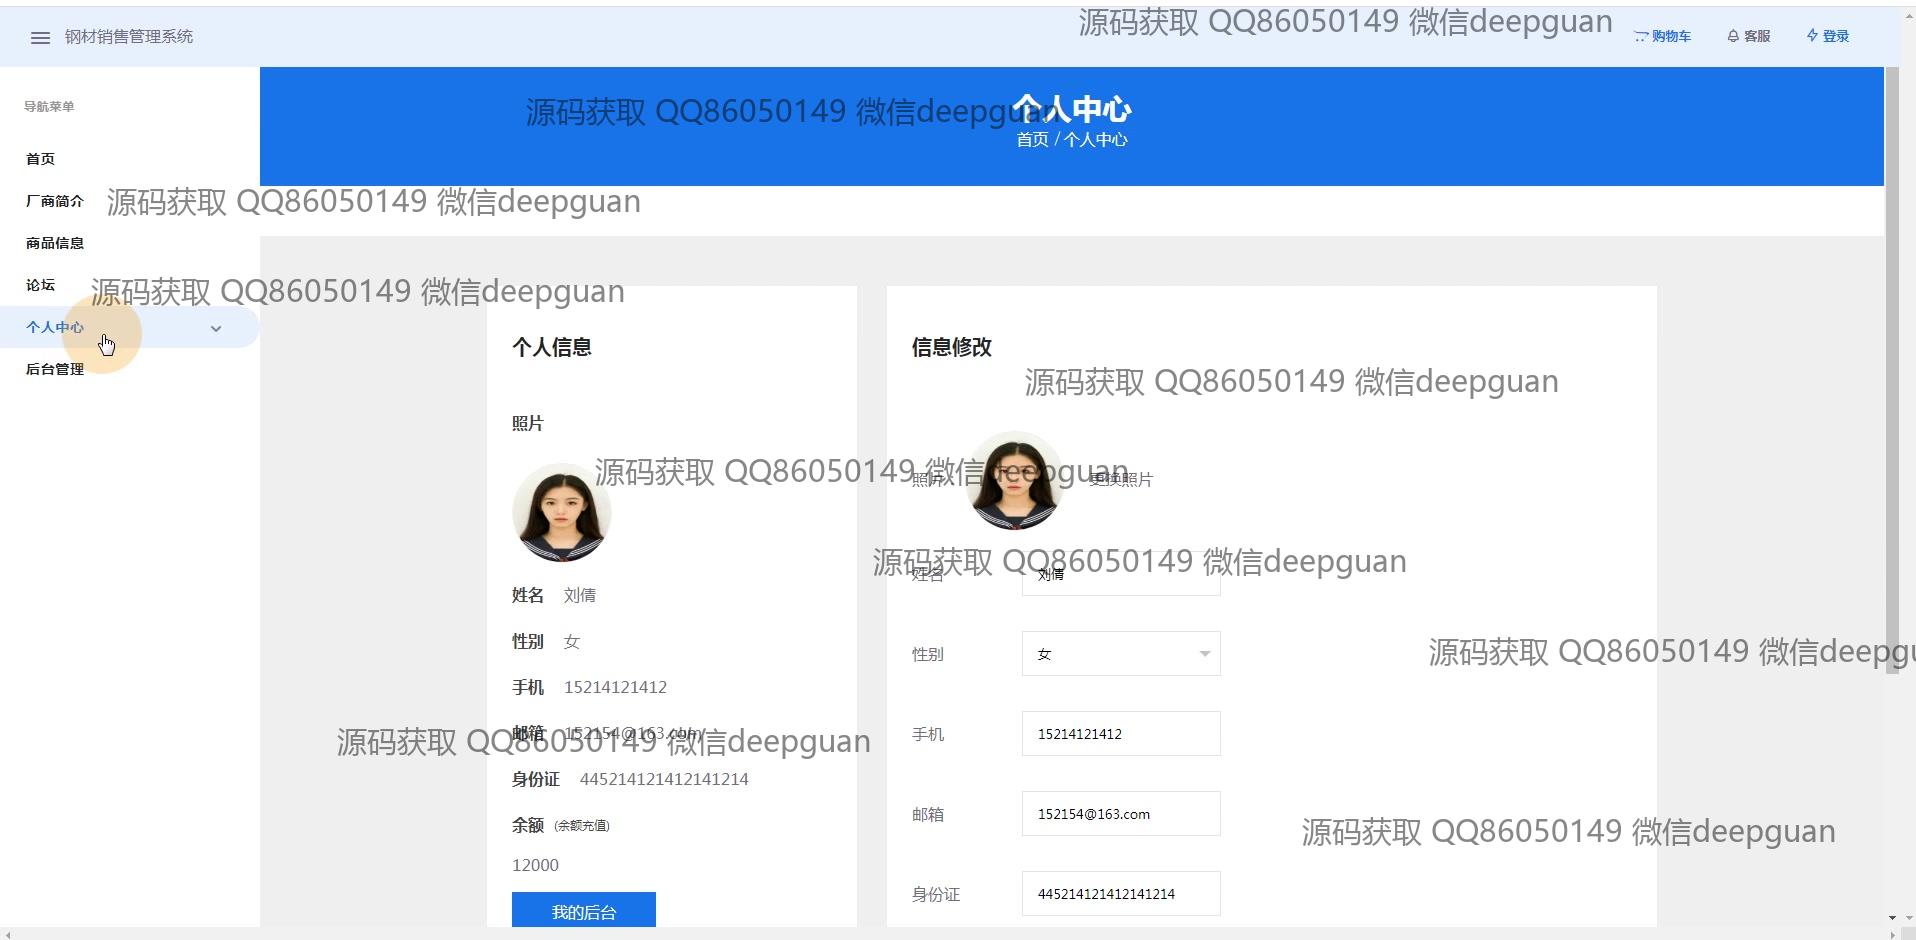 钢材销售管理系统
源码获取 QQ86050149 微信deepguan
购物车
客服
登录
导航菜单
首页
厂商简介
商品信息
论坛
个人中心
后台管理
源码获取 QQ86050149 微信deepguan
个人中心
首页 / 个人中心
源码获取 QQ86050149 微信deepguan
源码获取 QQ86050149 微信deepguan
个人信息
照片
源码获取 QQ86050149 微信deepguan
姓名 刘倩
性别 女
手机 15214121412
邮箱 152154@163.com
源码获取 QQ86050149 微信deepguan
身份证 445214121412141214
余额 (余额充值)
12000
我的后台
信息修改
源码获取 QQ86050149 微信deepguan
照片 更换照片
源码获取 QQ86050149 微信deepguan
姓名 刘倩
性别 女
源码获取 QQ86050149 微信deepgu
手机 15214121412
邮箱 152154@163.com
源码获取 QQ86050149 微信deepguan
身份证 445214121412141214